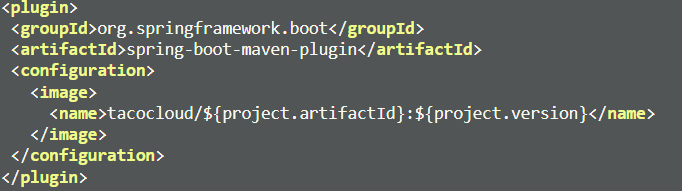 <plugin>
<groupId>org.springframework.boot</groupId>
<artifactId>spring-boot-maven-plugin</artifactId>
<configuration>
<image>
<name>tacocloud/${project.artifactId}:${project.version}</name>
</image>
</configuration>
</plugin>